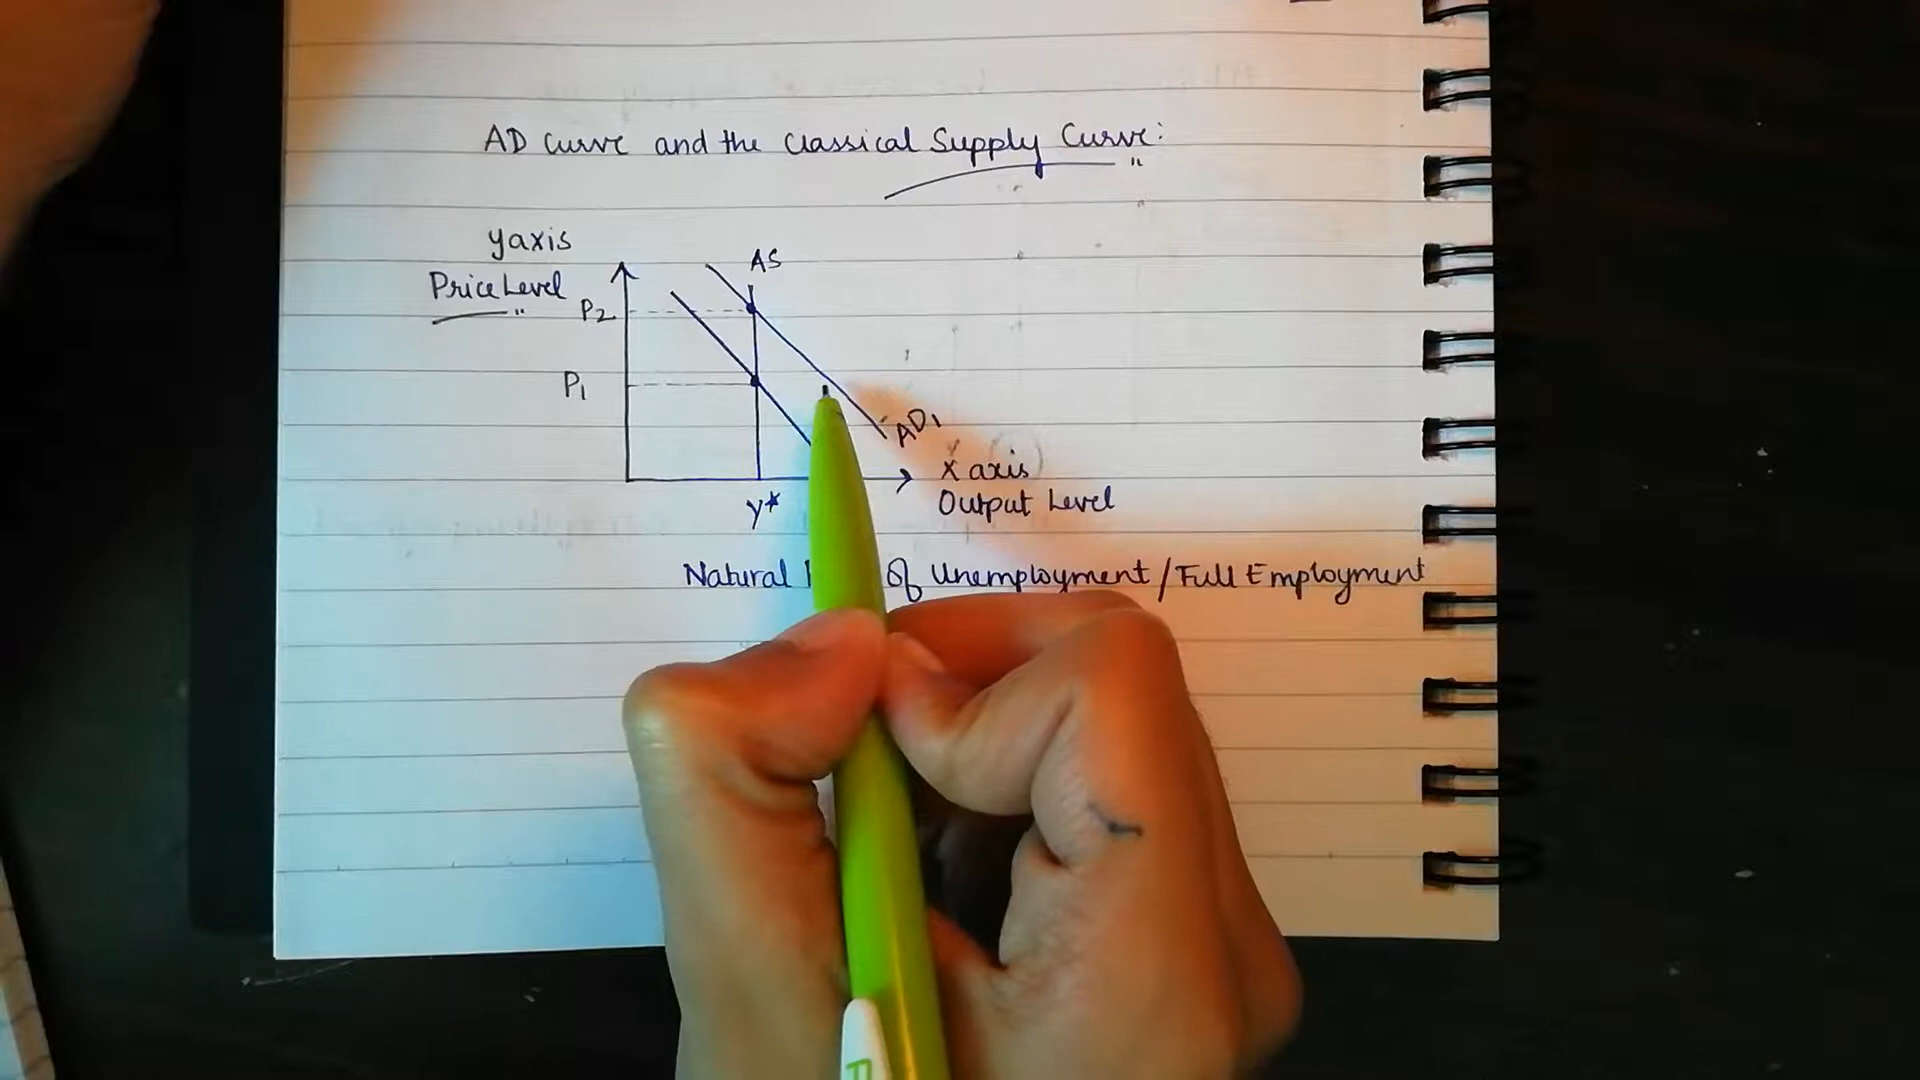 AD Curve and the Classical Supply Curve:
yaxis
Price Level
AS
P2
P1
AD1
X axis
Output Level
y*
Natural Of Unemployment / Full Employment